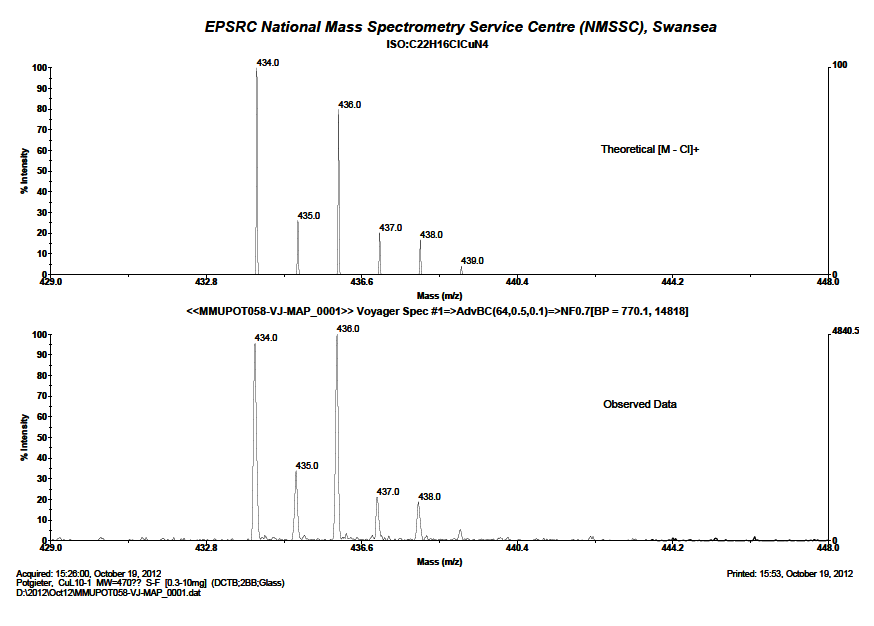 EPSRC National Mass Spectrometry Service Centre (NMSSC), Swansea
ISO:C22H16ClCuN4
100
90
80
70
60
50
40
30
20
10
0
% Intensity
434.0
435.0
436.0
437.0
438.0
439.0
Theoretical [M - Cl]+
100
0
429.0 432.8 436.6 440.4 444.2 448.0
Mass (m/z)
<<MMUPOT058-VJ-MAP_0001>> Voyager Spec #1=>AdvBC(64,0.5,0.1)=>NF0.7[BP = 770.1, 14818]
100
90
80
70
60
50
40
30
20
10
0
% Intensity
434.0
435.0
436.0
437.0
438.0
Observed Data
4840.5
0
429.0 432.8 436.6 440.4 444.2 448.0
Mass (m/z)
Acquired: 15:26:00, October 19, 2012
Potgieter, CuL10-1 MW=470?? S-F [0.3-10mg] (DCTB;2BB;Glass)
D:\2012\Oct12\MMUPOT058-VJ-MAP_0001.dat
Printed: 15:53, October 19, 2012